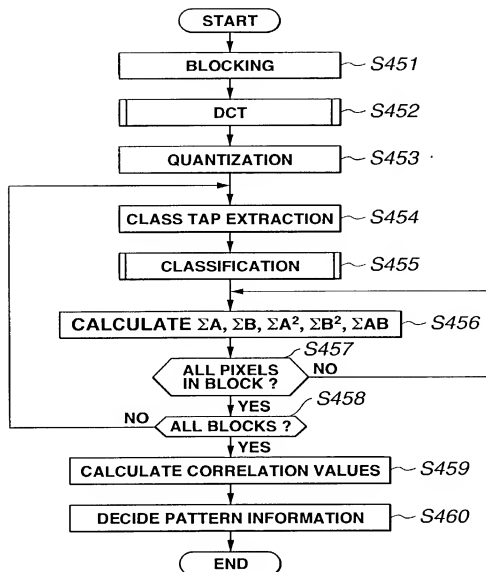 START
BLOCKING S451
DCT S452
QUANTIZATION S453
CLASS TAP EXTRACTION S454
CLASSIFICATION S455
CALCULATE ΣA, ΣB, ΣA², ΣB², ΣAB S456
S457
ALL PIXELS
IN BLOCK ? NO
YES S458
NO ALL BLOCKS ?
YES
CALCULATE CORRELATION VALUES S459
DECIDE PATTERN INFORMATION S460
END